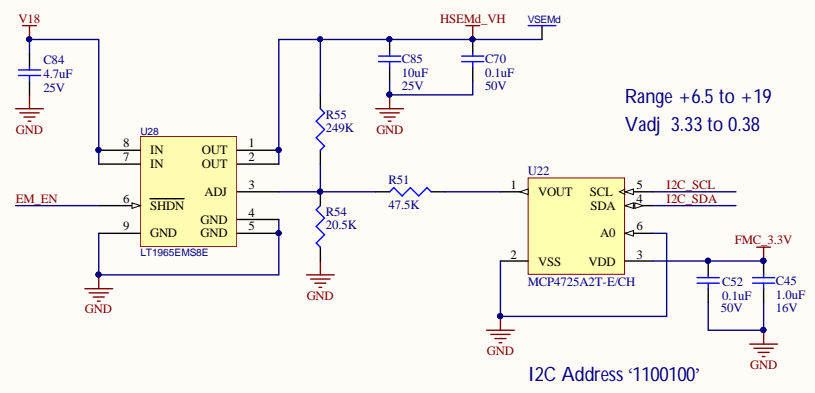 V18
C84
4.7uF
25V
GND
HSEMd_VH
VSEMd
C85
10uF
25V
GND
C70
0.1uF
50V
Range +6.5 to +19
Vadj 3.33 to 0.38
R55
249K
U28
8 IN OUT 1
7 IN OUT 2
ADJ 3
EM_EN
6 SHDN
GND 4
9 GND GND 5
LT1965EMS8E
GND
R54
20.5K
GND
R51
47.5K
U22
1 VOUT SCL 5 I2C_SCL
SDA 4 I2C_SDA
A0 6
2 VSS VDD 3
MCP4725A2T-E/CH
FMC_3.3V
C52
0.1uF
50V
C45
1.0uF
16V
GND
GND
I2C Address ‘1100100’